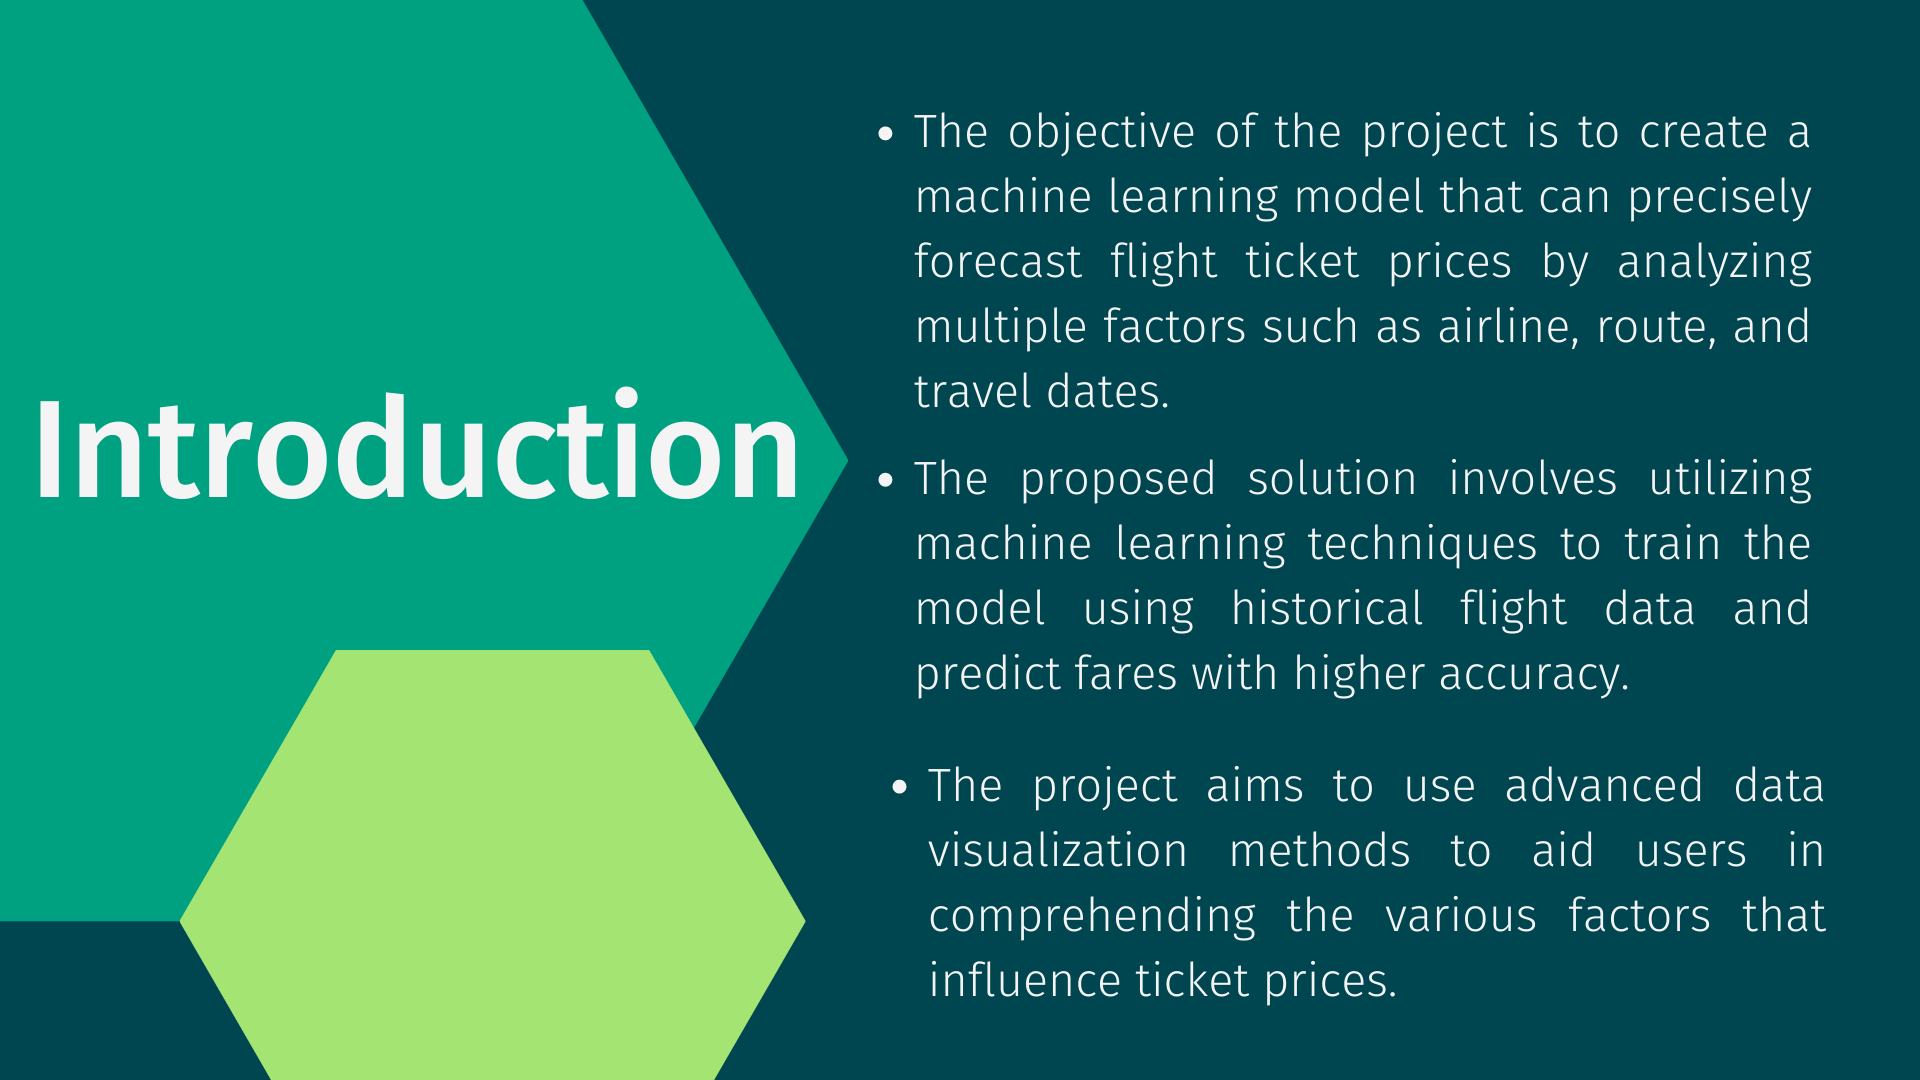 Introduction
• The objective of the project is to create a
machine learning model that can precisely
forecast flight ticket prices by analyzing
multiple factors such as airline, route, and
travel dates.
• The proposed solution involves utilizing
machine learning techniques to train the
model using historical flight data and
predict fares with higher accuracy.
• The project aims to use advanced data
visualization methods to aid users in
comprehending the various factors that
influence ticket prices.